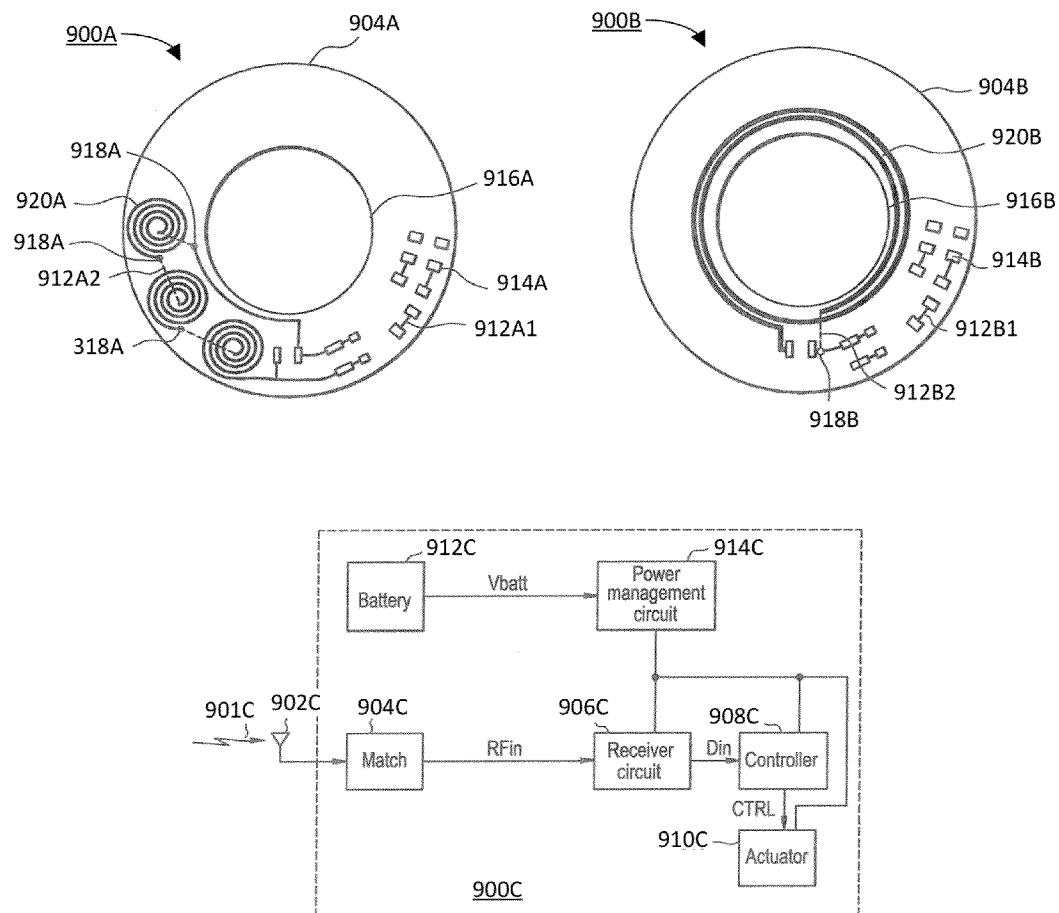 900A
904A
918A
920A
918A
912A2
318A
916A
914A
912A1
900B
904B
920B
916B
914B
912B1
912B2
918B
912C
Battery
Vbatt
914C
Power
management
circuit
901C
902C
904C
Match
RFin
906C
Receiver
circuit
Din
908C
Controller
CTRL
910C
Actuator
900C